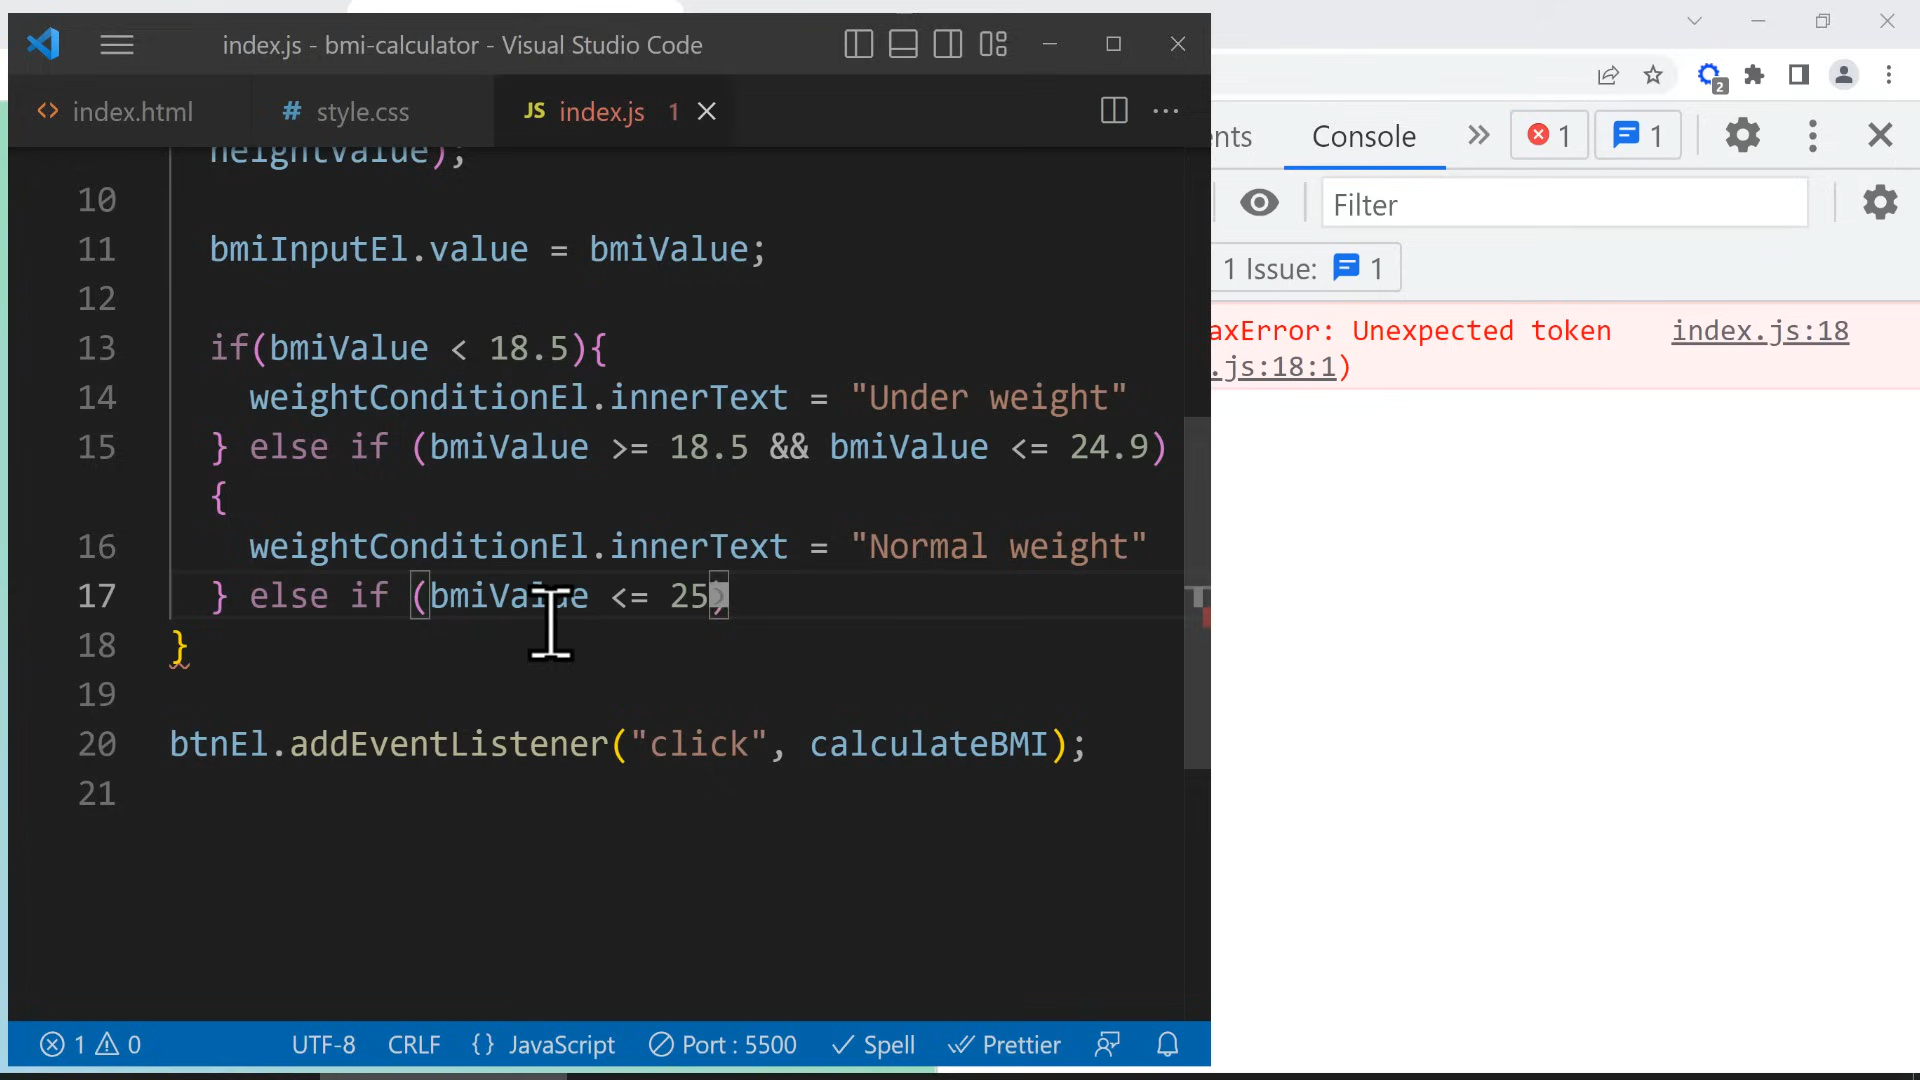 index.js - bmi-calculator - Visual Studio Code
index.html
style.css
JS index.js 1
heightValue);
10
11 bmiInputEl.value = bmiValue;
12
13 if(bmiValue < 18.5){
14 weightConditionEl.innerText = "Under weight"
15 } else if (bmiValue >= 18.5 && bmiValue <= 24.9)
{
16 weightConditionEl.innerText = "Normal weight"
17 } else if (bmiValue <= 25)
18 }
19
20 btnEl.addEventListener("click", calculateBMI);
21
1 0 UTF-8 CRLF {} JavaScript Port : 5500 Spell Prettier
2
nts Console 1 1
Filter
1 Issue: 1
axError: Unexpected token index.js:18
.js:18:1)